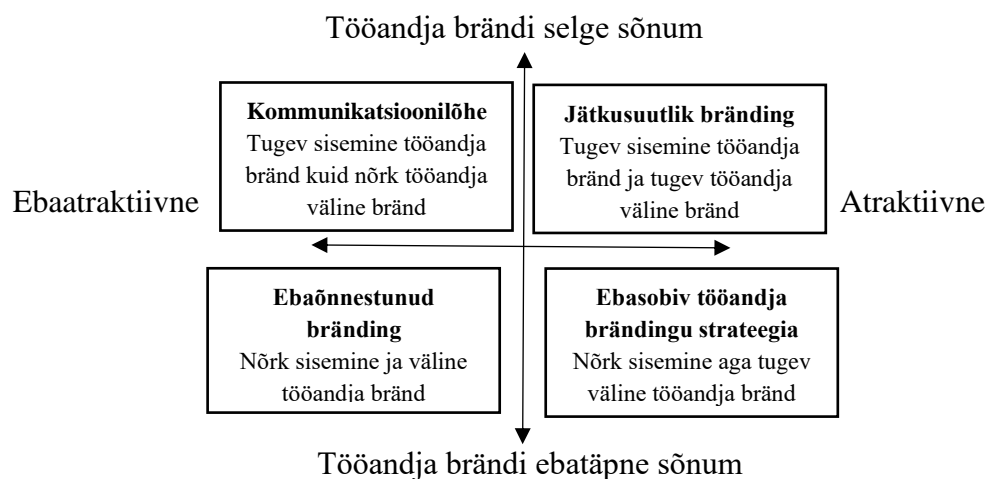 Tööandja brändi selge sõnum
Kommunikatsioonilõhe
Tugev sisemine tööandja
bränd kuid nõrk tööandja
väline bränd
Jätkusuutlik bränding
Tugev sisemine tööandja
bränd ja tugev tööandja
väline bränd
Ebaatraktiivne
Atraktiivne
Ebaõnnestunud
bränding
Nõrk sisemine ja väline
tööandja bränd
Ebasobiv tööandja
brändingu strateegia
Nõrk sisemine aga tugev
väline tööandja bränd
Tööandja brändi ebatäpne sõnum